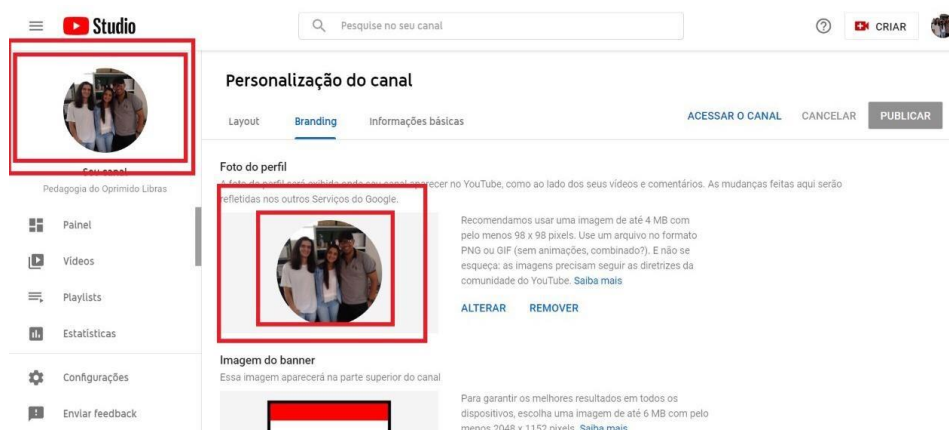 Studio
Pesquise no seu canal
CRIAR
Seu canal
Pedagogia do Oprimido Libras
Painel
Vídeos
Playlists
Estatísticas
Configurações
Enviar feedback
Personalização do canal
Layout
Branding
Informações básicas
ACESSAR O CANAL
CANCELAR
PUBLICAR
Foto do perfil
A foto do perfil será exibida onde seu canal aparecer no YouTube, como ao lado dos seus vídeos e comentários. As mudanças feitas aqui serão
refletidas nos outros Serviços do Google.
Recomendamos usar uma imagem de até 4 MB com
pelo menos 98 x 98 pixels. Use um arquivo no formato
PNG ou GIF (sem animações, combinado?). E não se
esqueça: as imagens precisam seguir as diretrizes da
comunidade do YouTube. Saiba mais
ALTERAR
REMOVER
Imagem do banner
Essa imagem aparecerá na parte superior do canal
Para garantir os melhores resultados em todos os
dispositivos, escolha uma imagem de até 6 MB com pelo
menos 2048 x 1152 pixels. Saiba mais